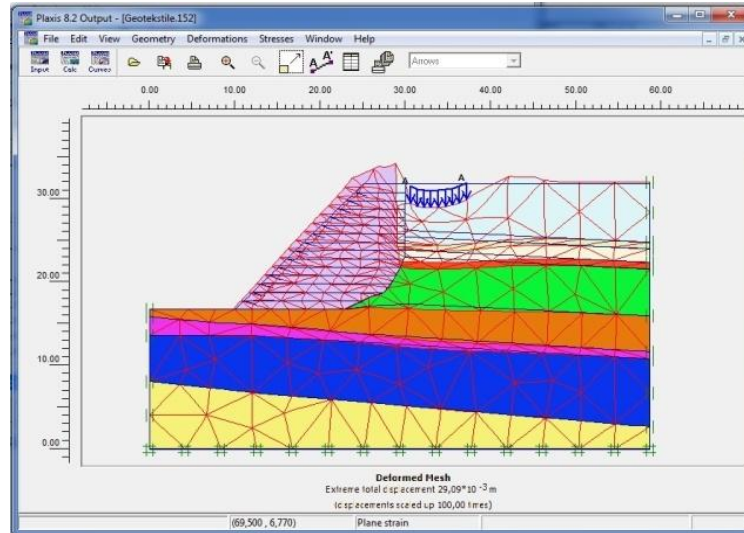 Plaxis 8.2 Output - [Geotekstile.152]
File Edit View Geometry Deformations Stresses Window Help
Input Calc Curves Arrows
0.00 10.00 20.00 30.00 40.00 50.00 60.00
30.00
20.00
10.00
0.00
A A
Deformed Mesh
Extreme total displacement 29,09*10 -3 m
(displacements scaled up 100,00 times)
(69,500 , 6,770) Plane strain